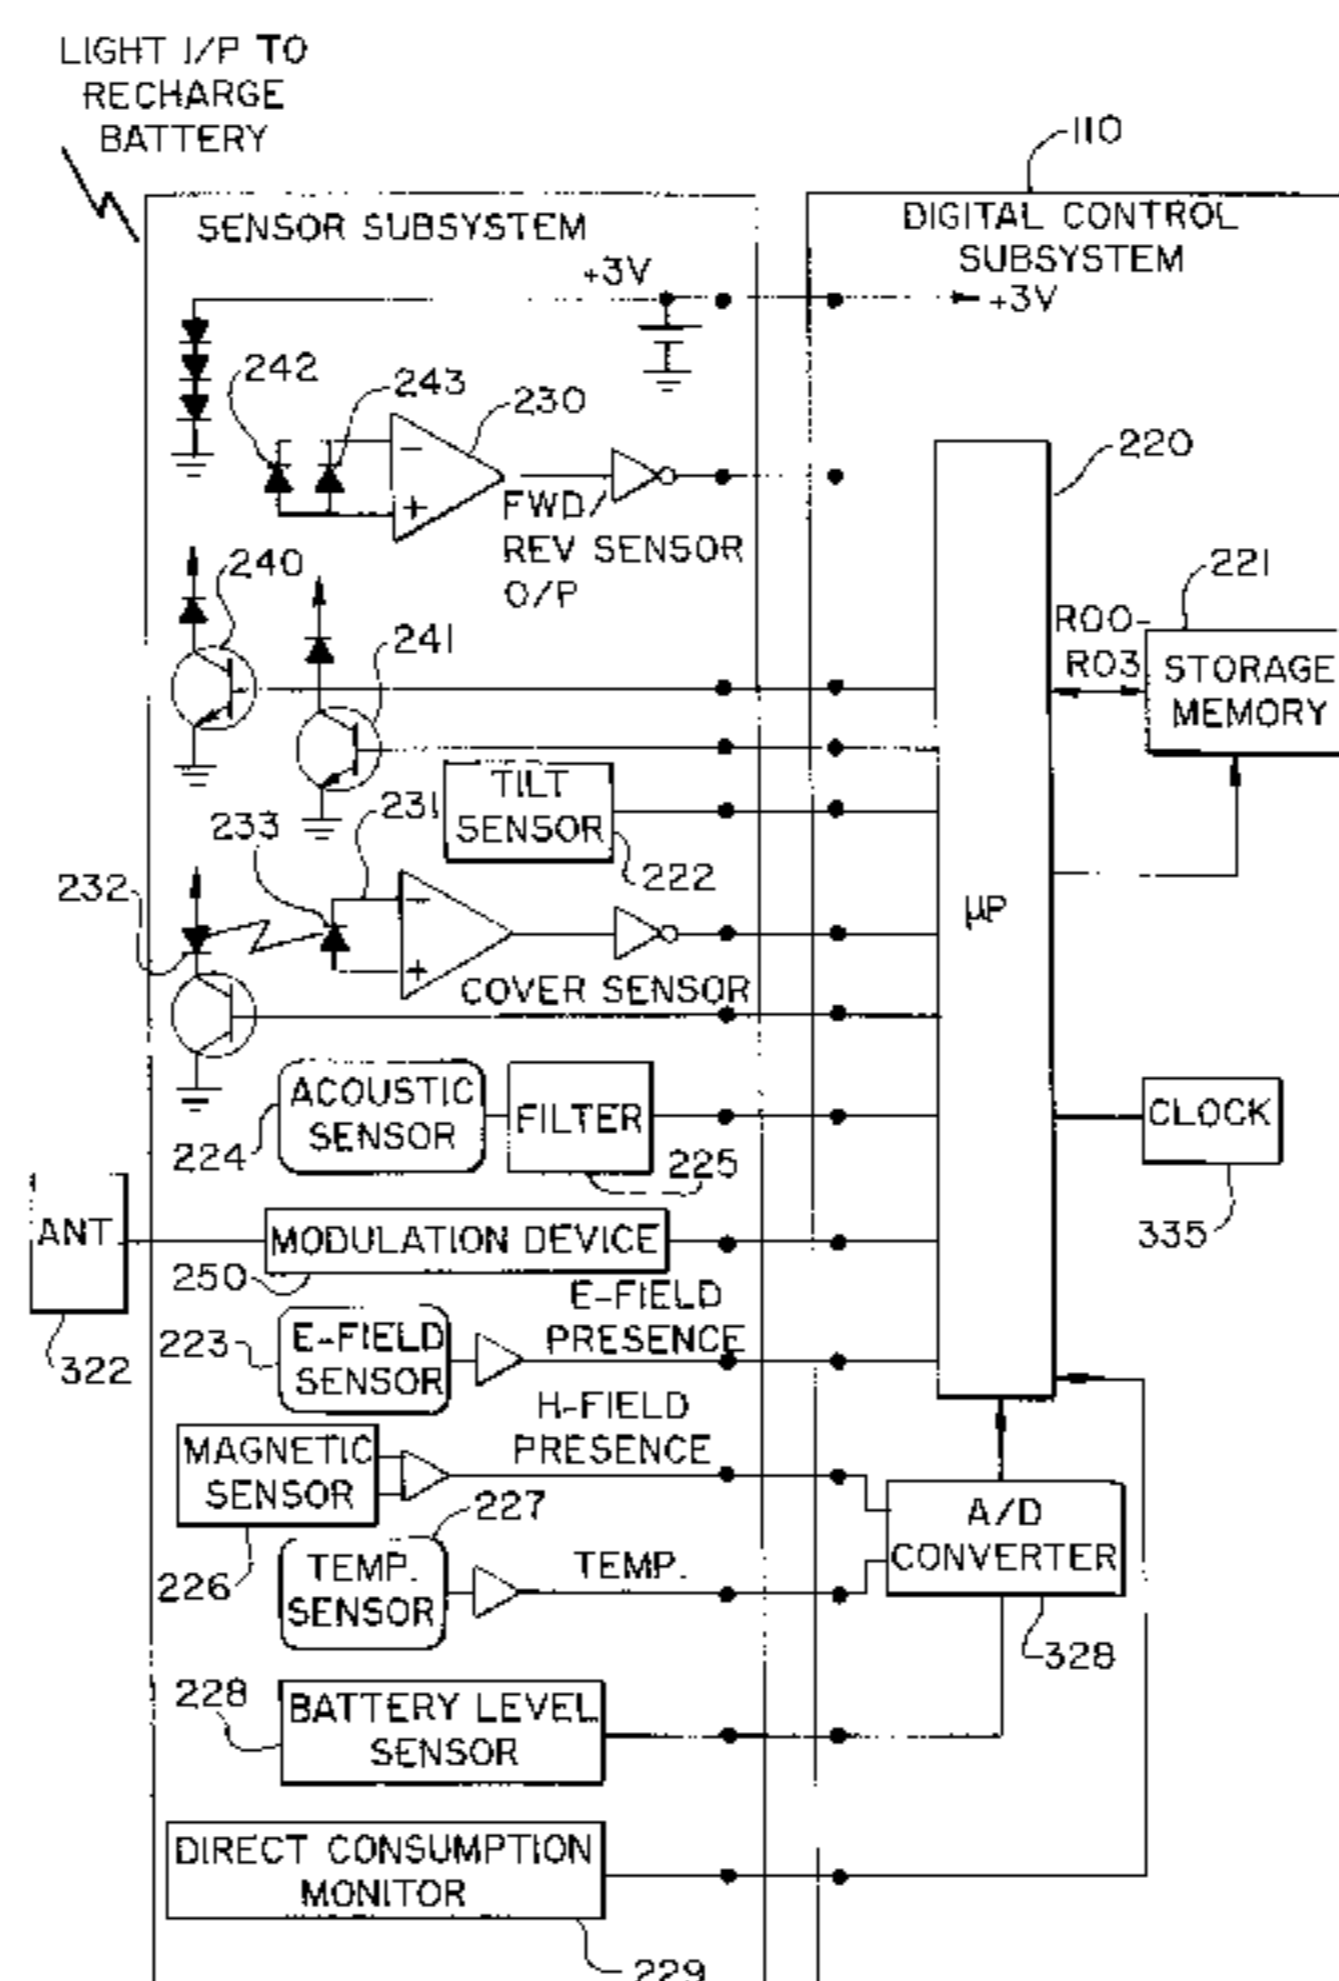 LIGHT I/P TO
RECHARGE
BATTERY
110
SENSOR SUBSYSTEM
DIGITAL CONTROL
SUBSYSTEM
+3V
+3V
242
243
230
220
−
+
FWD/
REV SENSOR
O/P
240
241
221
R00-
R03
STORAGE
MEMORY
TILT
SENSOR
222
233
231
232
−
+
μP
COVER SENSOR
ACOUSTIC
SENSOR
FILTER
224
225
CLOCK
335
ANT
322
MODULATION DEVICE
250
E-FIELD
PRESENCE
223
E-FIELD
SENSOR
H-FIELD
PRESENCE
MAGNETIC
SENSOR
226
227
TEMP.
SENSOR
TEMP.
A/D
CONVERTER
328
228
BATTERY LEVEL
SENSOR
DIRECT CONSUMPTION
MONITOR
229